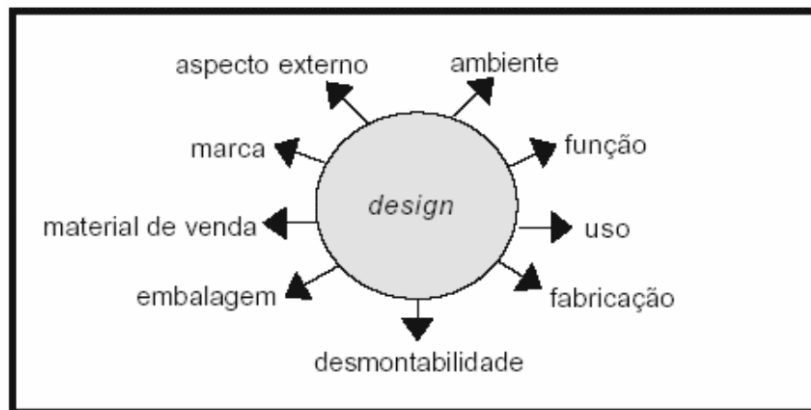 aspecto externo
ambiente
marca
função
design
material de venda
uso
embalagem
fabricação
desmontabilidade